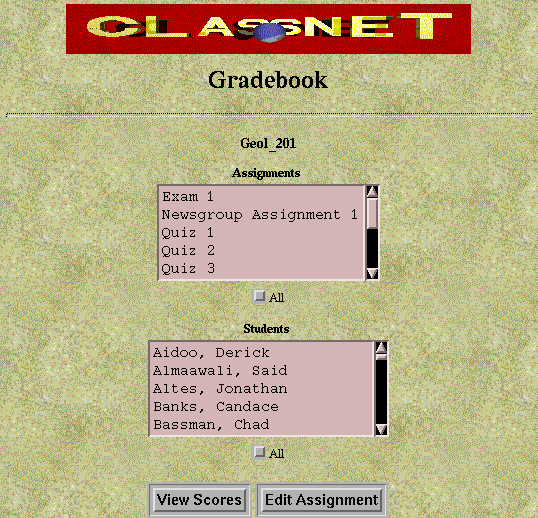 CLASSNET
Gradebook
Geol_201
Assignments
Exam 1
Newsgroup Assignment 1
Quiz 1
Quiz 2
Quiz 3
All
Students
Aidoo, Derick
Almaawali, Said
Altes, Jonathan
Banks, Candace
Bassman, Chad
All
View Scores Edit Assignment